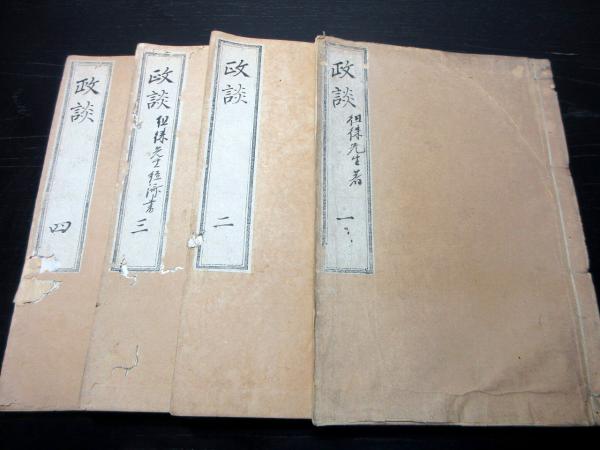 政談 徂徠先生著 一
政談 二
政談 徂徠先生経済書 三
政談 四